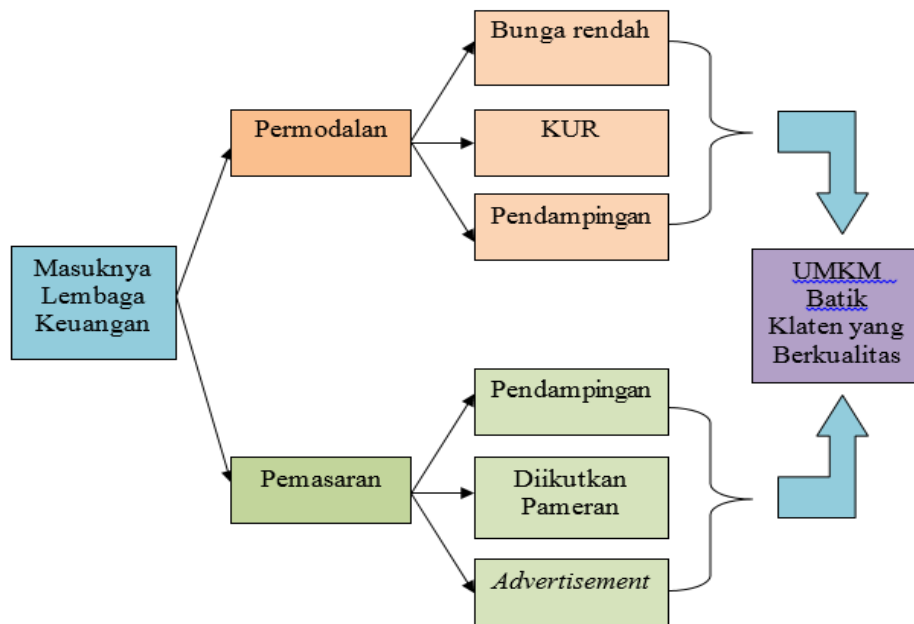 Masuknya
Lembaga
Keuangan
Permodalan
Bunga rendah
KUR
Pendampingan
Pemasaran
Pendampingan
Diikutkan
Pameran
Advertisement
UMKM
Batik
Klaten yang
Berkualitas